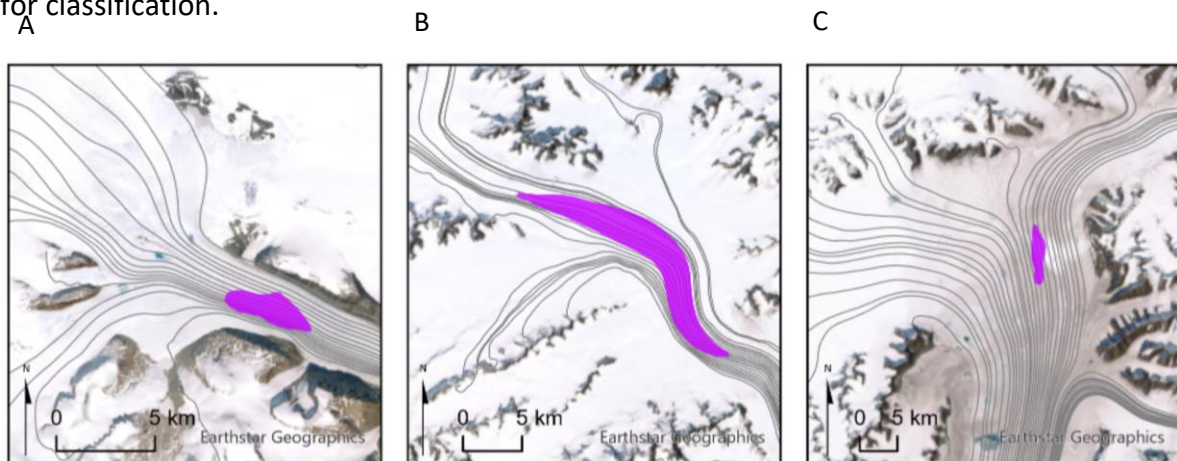 for classification.
A
B
C
N
0 5 km
Earthstar Geographics
N
0 5 km
Earthstar Geographics
N
0 5 km
Earthstar Geographics